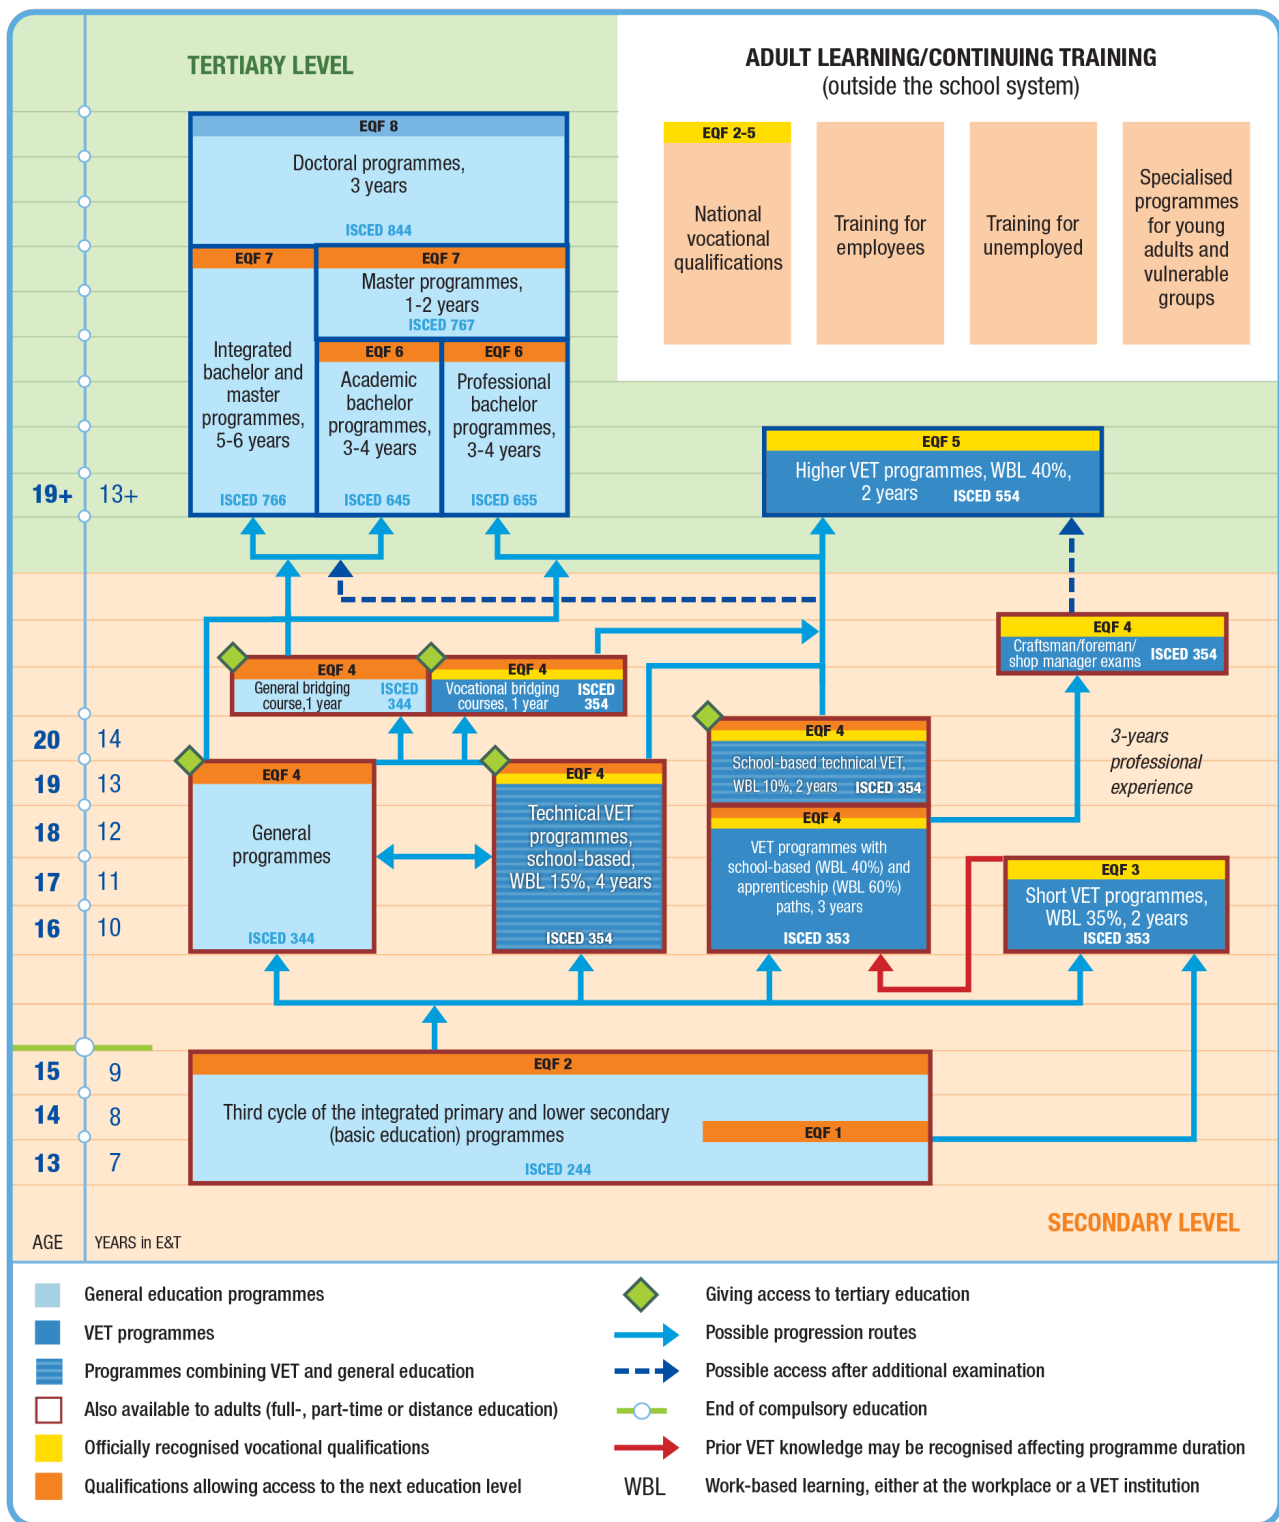 TERTIARY LEVEL
ADULT LEARNING/CONTINUING TRAINING
(outside the school system)
EQF 2-5
National
vocational
qualifications
Training for
employees
Training for
unemployed
Specialised
programmes
for young
adults and
vulnerable
groups
EQF 8
Doctoral programmes,
3 years
ISCED 844
EQF 7
Integrated
bachelor and
master
programmes,
5-6 years
ISCED 766
EQF 7
Master programmes,
1-2 years
ISCED 767
EQF 6
Academic
bachelor
programmes,
3-4 years
ISCED 645
EQF 6
Professional
bachelor
programmes,
3-4 years
ISCED 655
EQF 5
Higher VET programmes, WBL 40%,
2 years ISCED 554
19+ 13+
EQF 4
Craftsman/foreman/
shop manager exams
ISCED 354
EQF 4
General bridging
course,1 year
ISCED
344
EQF 4
Vocational bridging
courses, 1 year
ISCED
354
20 14
19 13
18 12
17 11
16 10
EQF 4
General
programmes
ISCED 344
EQF 4
Technical VET
programmes,
school-based,
WBL 15%, 4 years
ISCED 354
EQF 4
School-based technical VET,
WBL 10%, 2 years ISCED 354
EQF 4
VET programmes with
school-based (WBL 40%) and
apprenticeship (WBL 60%)
paths, 3 years
ISCED 353
3-years
professional
experience
EQF 3
Short VET programmes,
WBL 35%, 2 years
ISCED 353
15 9
14 8
13 7
EQF 2
Third cycle of the integrated primary and lower secondary
(basic education) programmes
EQF 1
ISCED 244
SECONDARY LEVEL
AGE YEARS in E&T
General education programmes
VET programmes
Programmes combining VET and general education
Also available to adults (full-, part-time or distance education)
Officially recognised vocational qualifications
Qualifications allowing access to the next education level
Giving access to tertiary education
Possible progression routes
Possible access after additional examination
End of compulsory education
Prior VET knowledge may be recognised affecting programme duration
WBL Work-based learning, either at the workplace or a VET institution